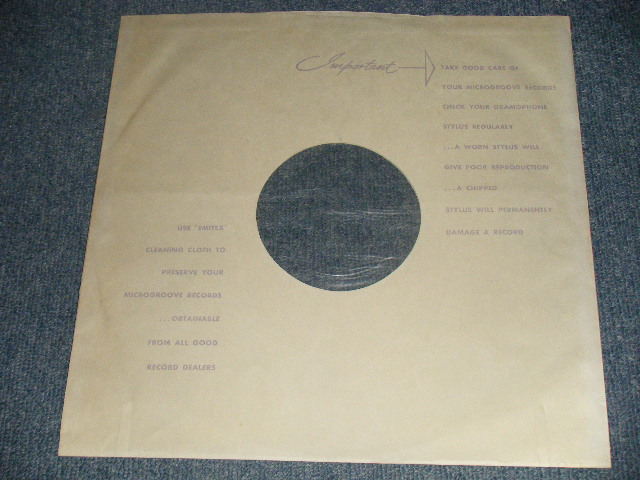 Important
TAKE GOOD CARE OF
YOUR MICROGROOVE RECORDS
CHECK YOUR GRAMOPHONE
STYLUS REGULARLY
...A WORN STYLUS WILL
GIVE POOR REPRODUCTION
...A CHIPPED
STYLUS WILL PERMANENTLY
DAMAGE A RECORD
USE 'EMITEX'
CLEANING CLOTH TO
PRESERVE YOUR
MICROGROOVE RECORDS
...OBTAINABLE
FROM ALL GOOD
RECORD DEALERS